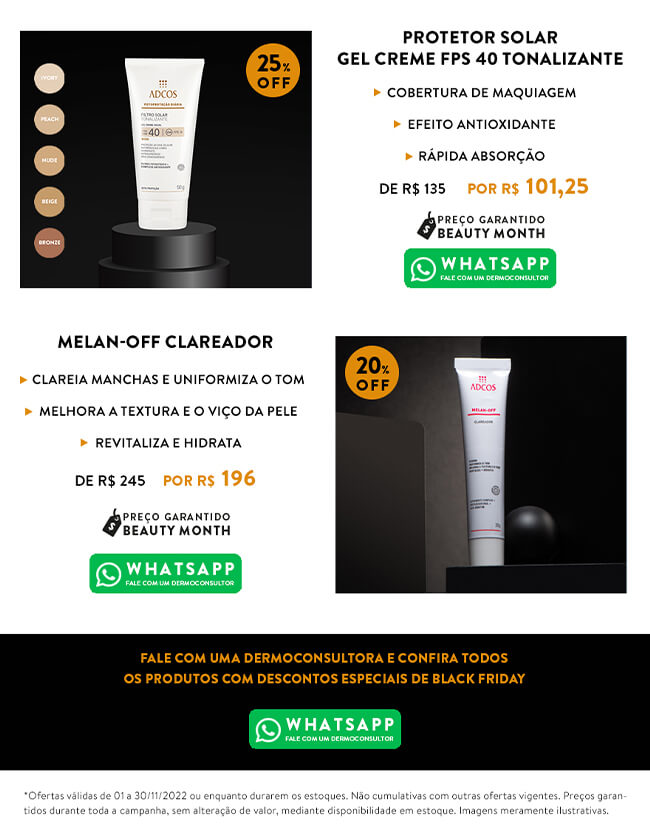 PROTETOR SOLAR
GEL CREME FPS 40 TONALIZANTE
25%
OFF
IVORY
PEACH
NUDE
BEIGE
BRONZE
ADCOS
FOTOPROTEÇÃO DIÁRIA
FILTRO SOLAR
TONALIZANTE
40
50g
COBERTURA DE MAQUIAGEM
EFEITO ANTIOXIDANTE
RÁPIDA ABSORÇÃO
DE R$ 135 POR R$ 101,25
PREÇO GARANTIDO
BEAUTY MONTH
WHATSAPP
FALE COM UM DERMOCONSULTOR
MELAN-OFF CLAREADOR
CLAREIA MANCHAS E UNIFORMIZA O TOM
MELHORA A TEXTURA E O VIÇO DA PELE
REVITALIZA E HIDRATA
DE R$ 245 POR R$ 196
PREÇO GARANTIDO
BEAUTY MONTH
WHATSAPP
FALE COM UM DERMOCONSULTOR
20%
OFF
ADCOS
MELAN-OFF
CLAREADOR
FALE COM UMA DERMOCONSULTORA E CONFIRA TODOS
OS PRODUTOS COM DESCONTOS ESPECIAIS DE BLACK FRIDAY
WHATSAPP
FALE COM UM DERMOCONSULTOR
*Ofertas válidas de 01 a 30/11/2022 ou enquanto durarem os estoques. Não cumulativas com outras ofertas vigentes. Preços garan-
tidos durante toda a campanha, sem alteração de valor, mediante disponibilidade em estoque. Imagens meramente ilustrativas.